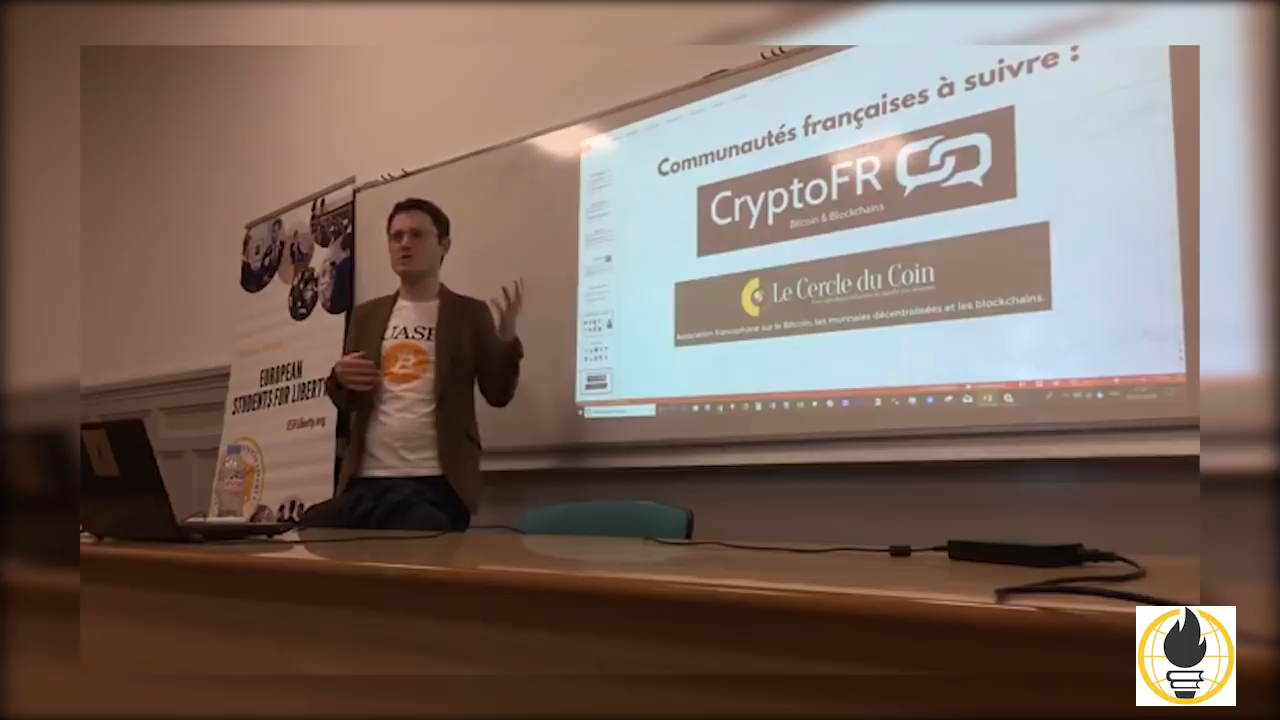 Communautés françaises à suivre :
CryptoFR
Bitcoin & Blockchains
Le Cercle du Coin
Association francophone sur le Bitcoin, les monnaies décentralisées et les blockchains.
EUROPEAN
STUDENTS FOR LIBERTY
ESFLiberty.org
UASF